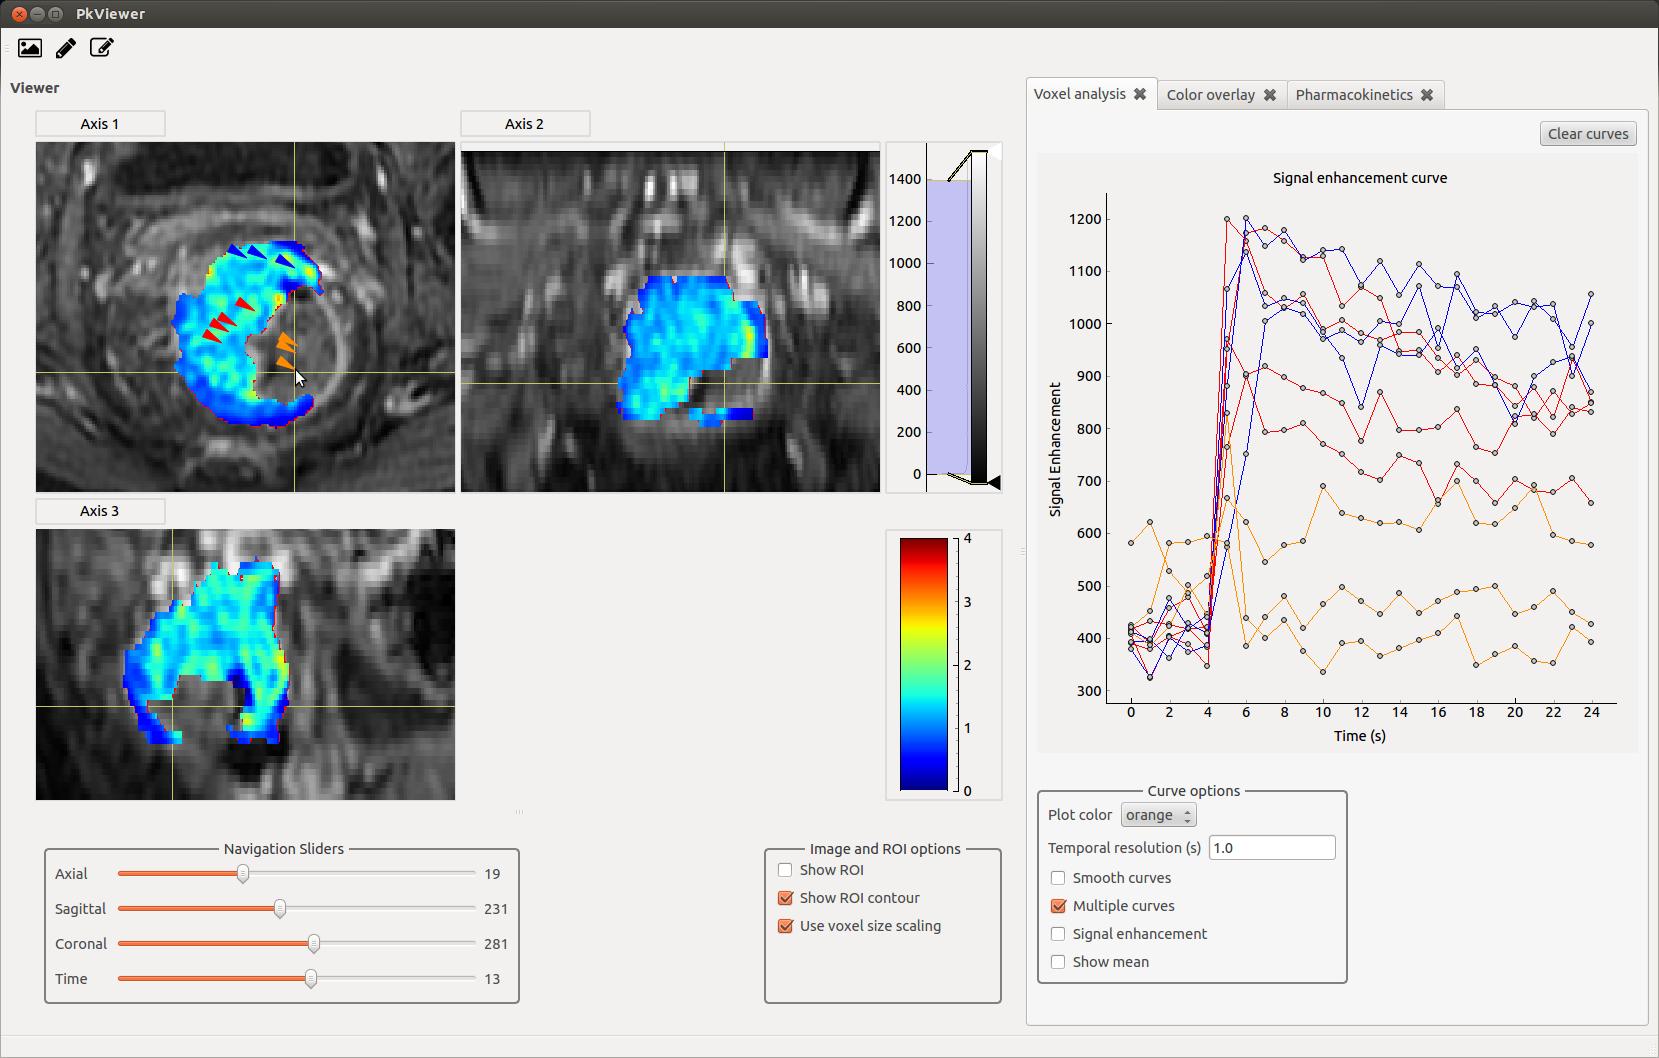 PkViewer
Viewer
Axis 1
Axis 2
1400
1200
1000
800
600
400
200
0
Axis 3
4
3
2
1
0
Navigation Sliders
Axial 19
Sagittal 231
Coronal 281
Time 13
Image and ROI options
Show ROI
Show ROI contour
Use voxel size scaling
Voxel analysis Color overlay Pharmacokinetics
Clear curves
Signal enhancement curve
Signal Enhancement
1200
1100
1000
900
800
700
600
500
400
300
0 2 4 6 8 10 12 14 16 18 20 22 24
Time (s)
Curve options
Plot color orange
Temporal resolution (s) 1.0
Smooth curves
Multiple curves
Signal enhancement
Show mean